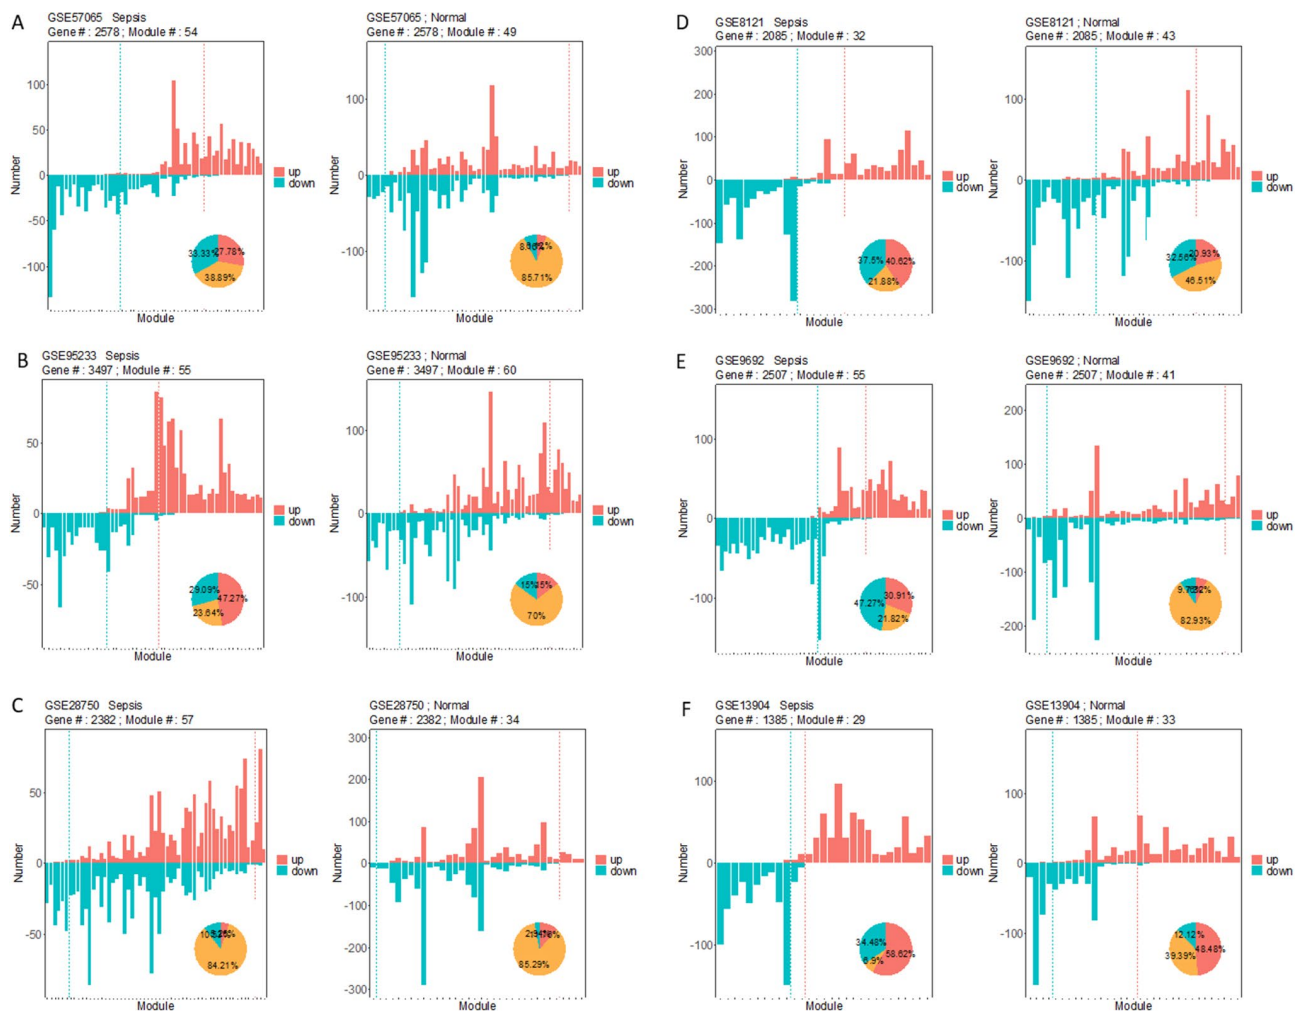 A
GSE57065 Sepsis
Gene # : 2578 ; Module # : 54
100
50
0
-50
-100
Number
Module
up
down
33.33%
27.78%
38.89%
GSE57065 ; Normal
Gene # : 2578 ; Module # : 49
100
0
-100
Number
Module
up
down
85.71%
D
GSE8121 Sepsis
Gene # : 2085 ; Module # : 32
300
200
100
0
-100
-200
-300
Number
Module
up
down
37.5%
40.62%
21.88%
GSE8121 ; Normal
Gene # : 2085 ; Module # : 43
100
0
-100
Number
Module
up
down
32.56%
20.93%
46.51%
B
GSE95233 Sepsis
Gene # : 3497 ; Module # : 55
50
0
-50
Number
Module
up
down
29.09%
47.27%
23.64%
GSE95233 ; Normal
Gene # : 3497 ; Module # : 60
100
0
-100
Number
Module
up
down
15%
15%
70%
E
GSE9692 Sepsis
Gene # : 2507 ; Module # : 55
100
0
-100
Number
Module
up
down
47.27%
30.91%
21.82%
GSE9692 ; Normal
Gene # : 2507 ; Module # : 41
200
100
0
-100
-200
Number
Module
up
down
82.93%
C
GSE28750 Sepsis
Gene # : 2382 ; Module # : 57
50
0
-50
Number
Module
up
down
84.21%
GSE28750 ; Normal
Gene # : 2382 ; Module # : 34
300
200
100
0
-100
-200
-300
Number
Module
up
down
85.29%
F
GSE13904 Sepsis
Gene # : 1385 ; Module # : 29
100
0
-100
Number
Module
up
down
34.48%
58.62%
6.9%
GSE13904 ; Normal
Gene # : 1385 ; Module # : 33
100
0
-100
Number
Module
up
down
12.12%
48.48%
39.39%